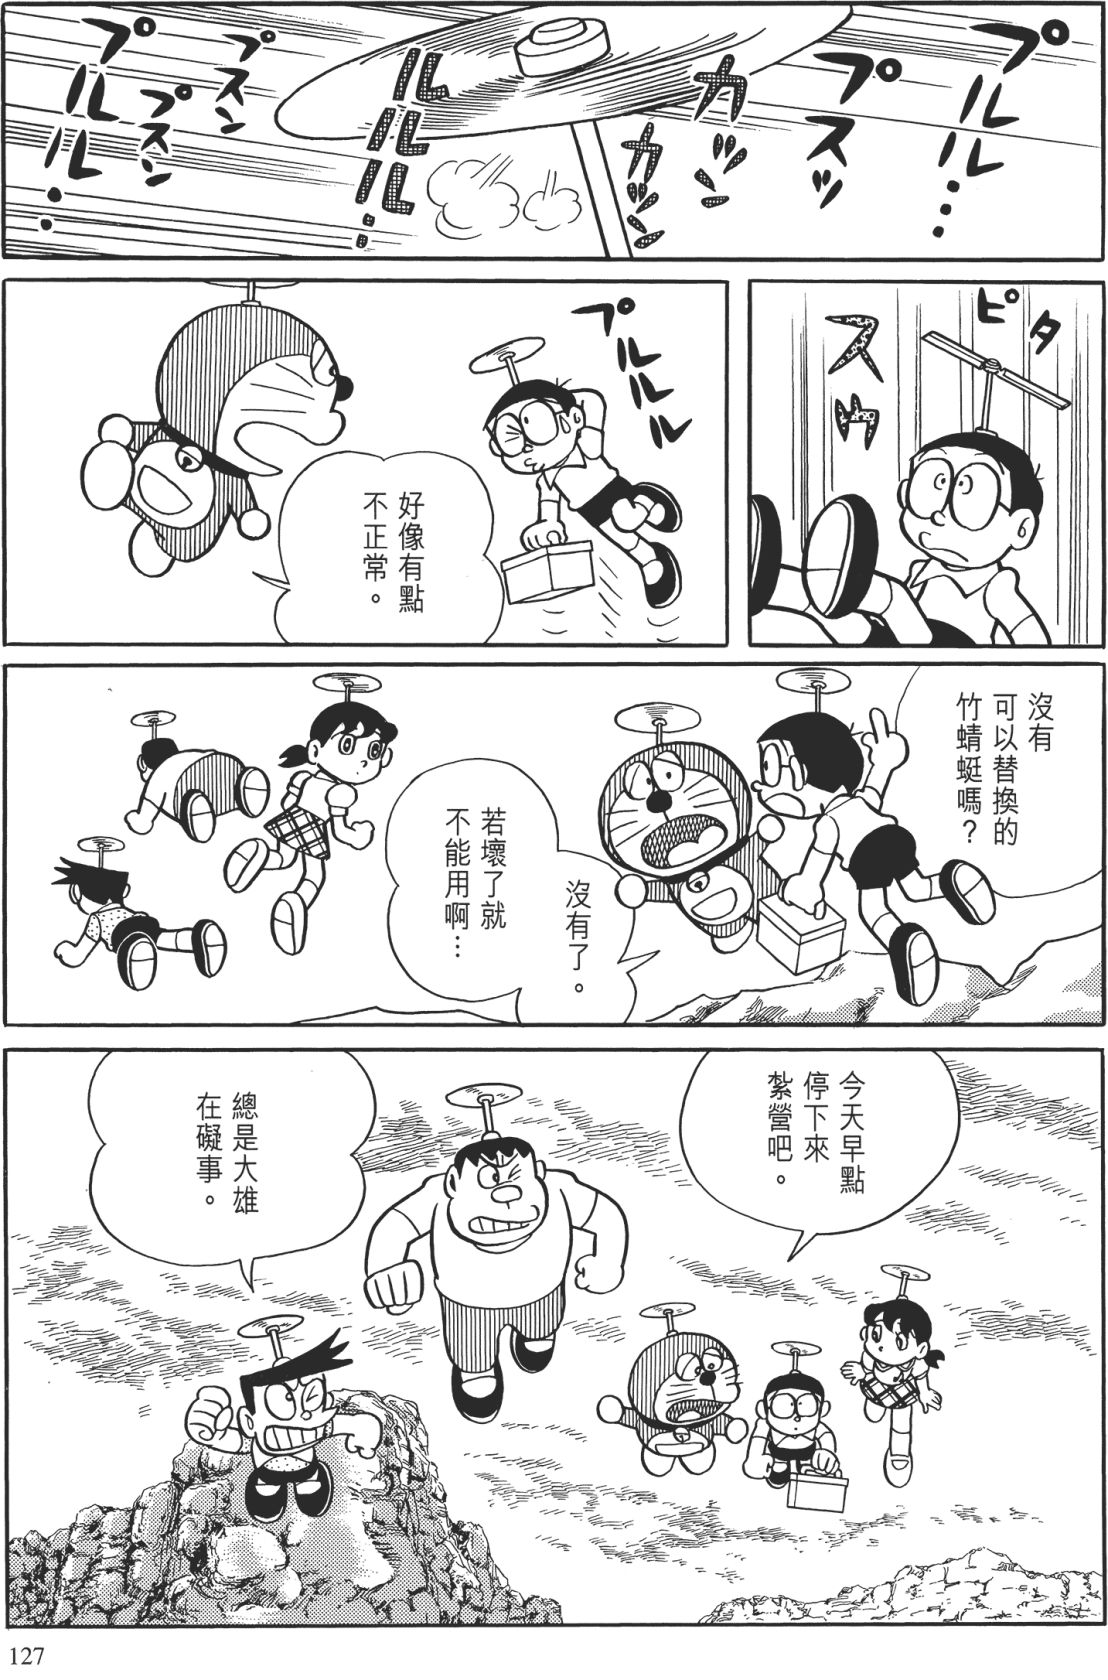 プルル…
プスッ
カッ
カッン
ルルルル…
プスン
プスン
プルルル…
ピタ
スゥ
プルルル
好像有點
不正常。
沒有
可以替換的
竹蜻蜓嗎？
沒有了。
若壞了就
不能用啊…
今天早點
停下來
紮營吧。
總是大雄
在礙事。
127